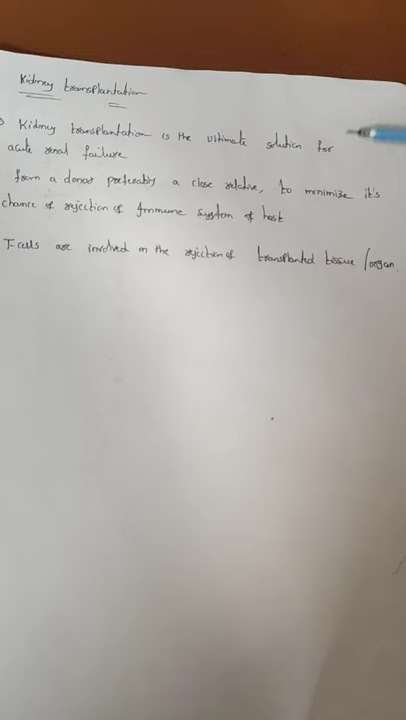 Kidney transplantation
Kidney transplantation is the ultimate solution for
acute renal failure
from a donar preferably a close relative, to minimize it's
chance of rejection of Immune system of host
T-cells are involved in the rejection of transplanted tissue /organ.